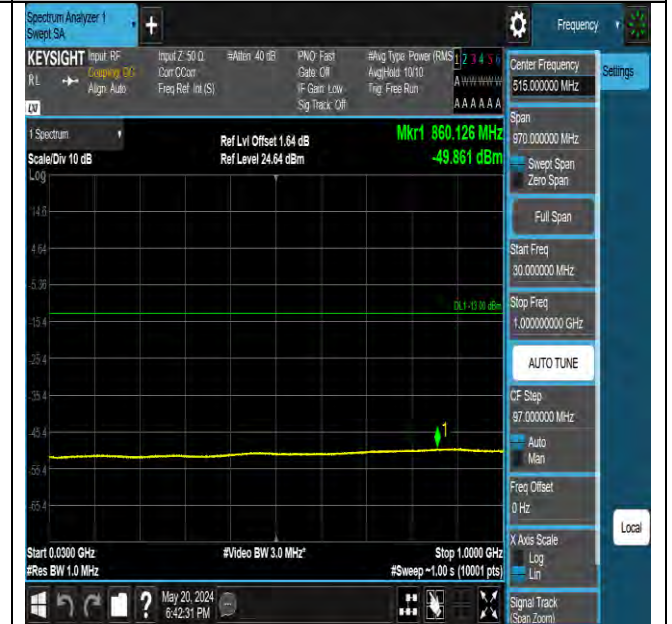 Spectrum Analyzer 1
Swept SA
Frequency
KEYSIGHT
Input: RF
Coupling: DC
Align: Auto
Input Z: 50 Ω
Corr CCorr
Freq Ref: Int (S)
#Atten: 40 dB
PNO: Fast
Gate: Off
IF Gain: Low
Sig Track: Off
#Avg Type: Power (RMS
Avg|Hold: 10/10
Trig: Free Run
1 2 3 4 5 6
A W W W W W
A A A A A A
RL
LXI
1 Spectrum
Scale/Div 10 dB
Log
Ref Lvl Offset 1.64 dB
Ref Level 24.64 dBm
Mkr1 860.126 MHz
-49.861 dBm
14.6
4.64
-5.36
-15.4
-25.4
-35.4
-45.4
-55.4
-65.4
DL1 -13.00 dBm
1
Start 0.0300 GHz
#Res BW 1.0 MHz
#Video BW 3.0 MHz*
Stop 1.0000 GHz
#Sweep ~1.00 s (10001 pts)
Center Frequency
515.000000 MHz
Span
970.000000 MHz
Swept Span
Zero Span
Full Span
Start Freq
30.000000 MHz
Stop Freq
1.000000000 GHz
AUTO TUNE
CF Step
97.000000 MHz
Auto
Man
Freq Offset
0 Hz
X Axis Scale
Log
Lin
Signal Track
(Span Zoom)
Settings
Local
?
May 20, 2024
6:42:31 PM